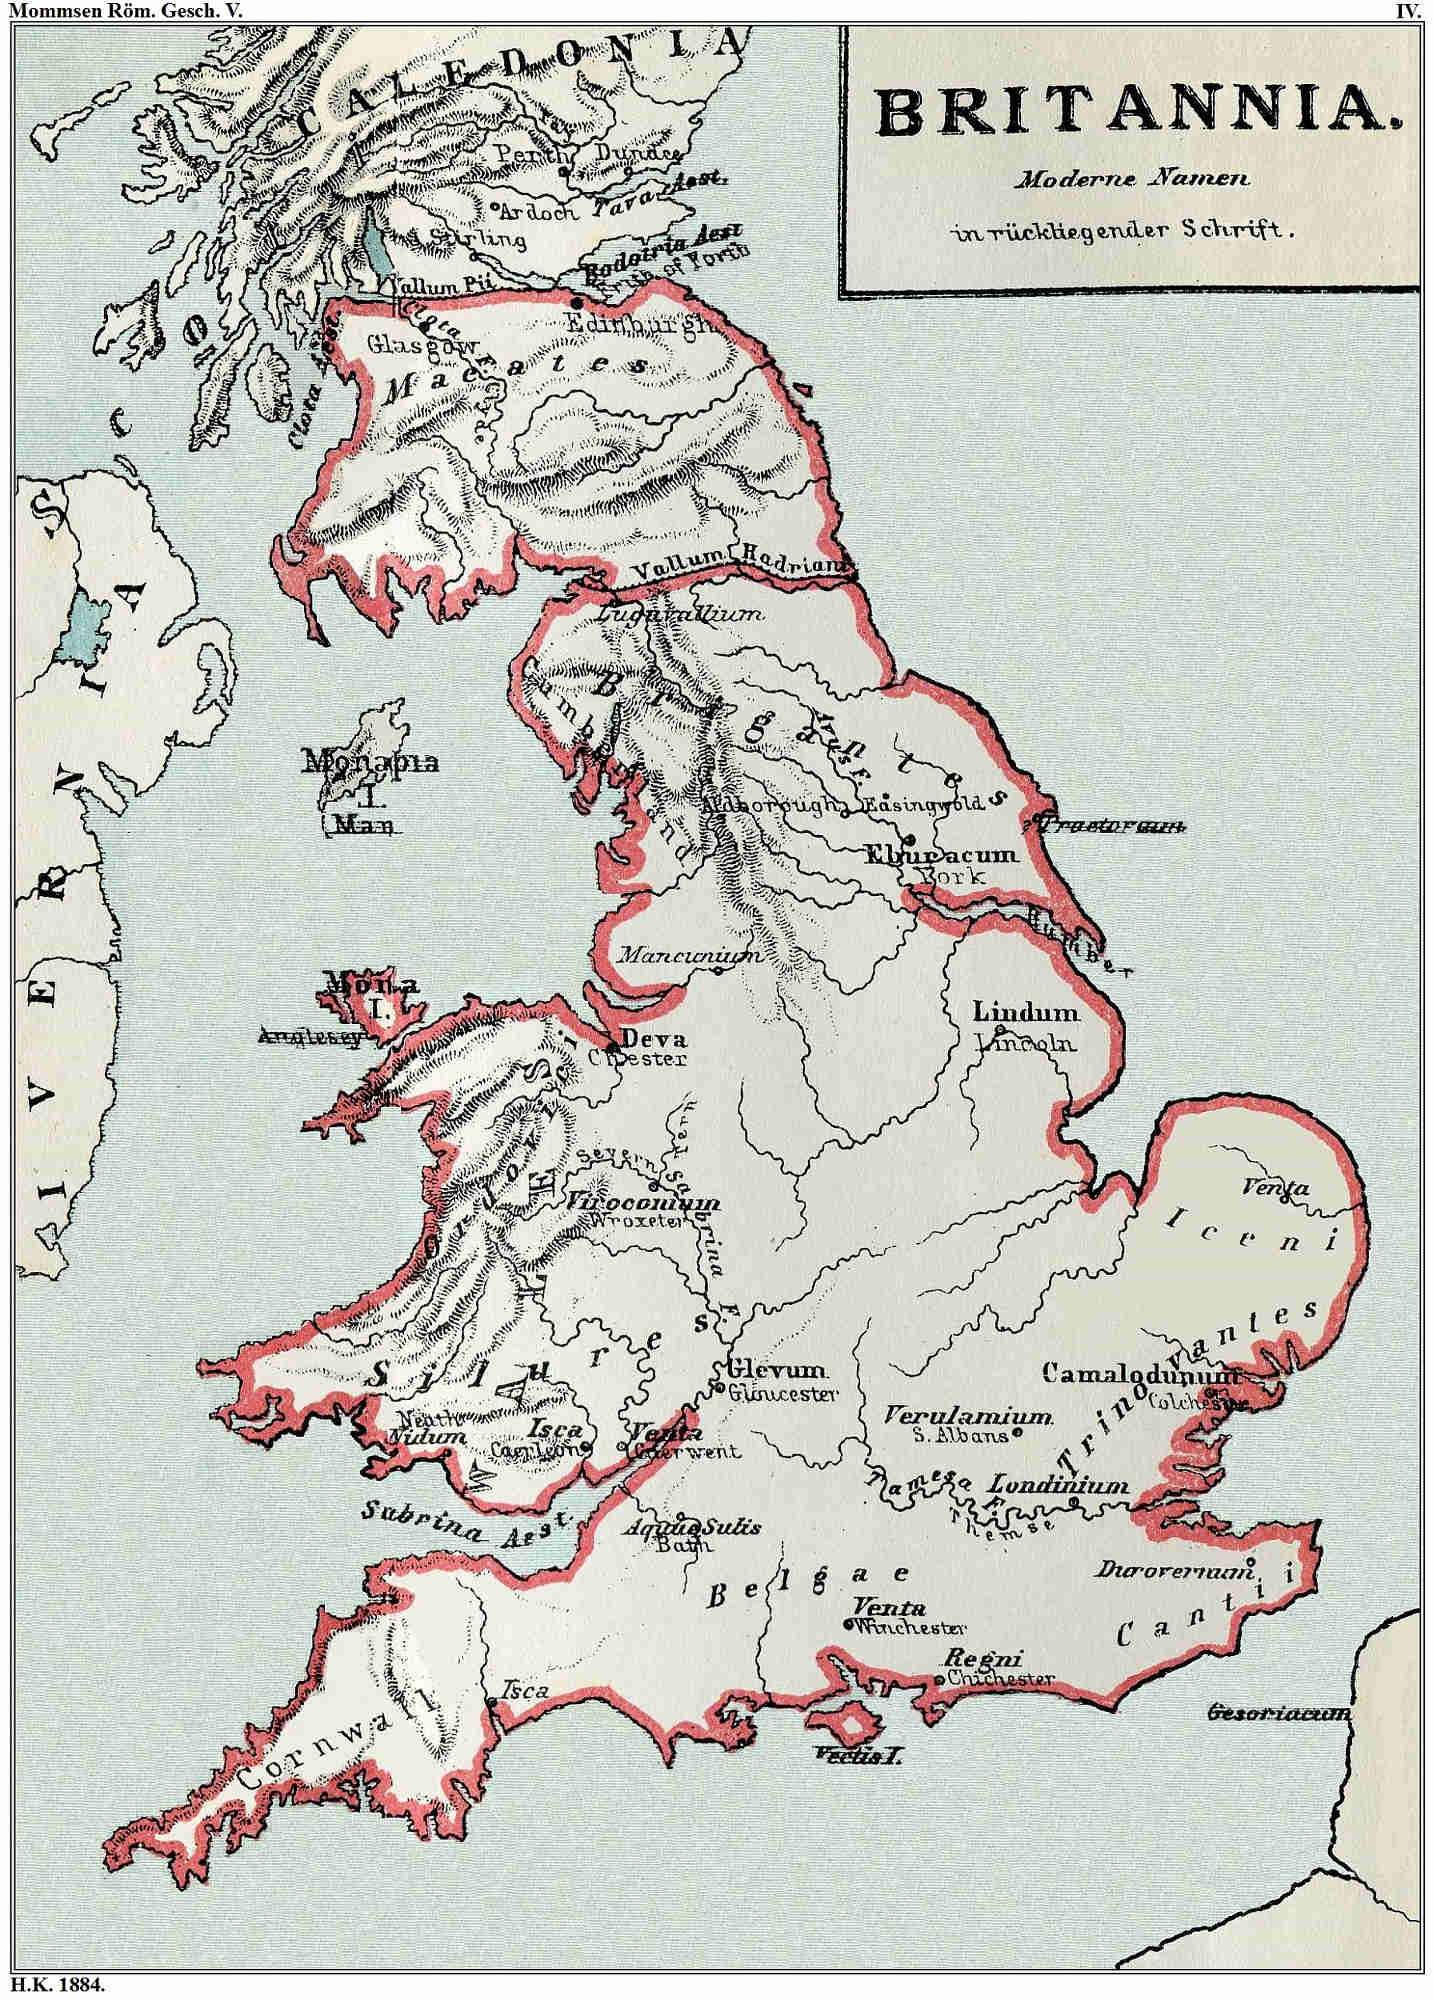 Mommsen Röm. Gesch. V.
IV.
BRITANNIA.
Moderne Namen
in rückliegender Schrift.
CALEDONIA
Perth
Dundee
Tava Aest.
Ardoch
Stirling
Bodotria Aest
Firth of Forth
Vallum Pii
Clota
Edinburgh
Glasgow
Clota Aest.
Maeates
Vallum Hadriani
Luguvallium
Cumberland
Brigantes
Monapia
I.
(Man
Aldborough
Easingwold
Praetorium
Eburacum
York
Humber
Mancunium
Mona
I.
Anglesey
Deva
Chester
Lindum
Lincoln
IVERNIA
Severn
Sabrina F.
Viroconium
Wroxeter
Venta
Iceni
Silures
WALES
Glevum
Gloucester
Camalodunum
Colchester
Trinovantes
Neath
Nidum
Isca
Caerleon
Venta
Caerwent
Verulamium
S. Albans
Tamesa F.
Themse
Londinium
Sabrina Aest.
Aquae Sulis
Bath
Belgae
Durovernum
Cantii
Venta
Winchester
Regni
Chichester
Isca
Cornwall
Vectis I.
Gesoriacum
H.K. 1884.